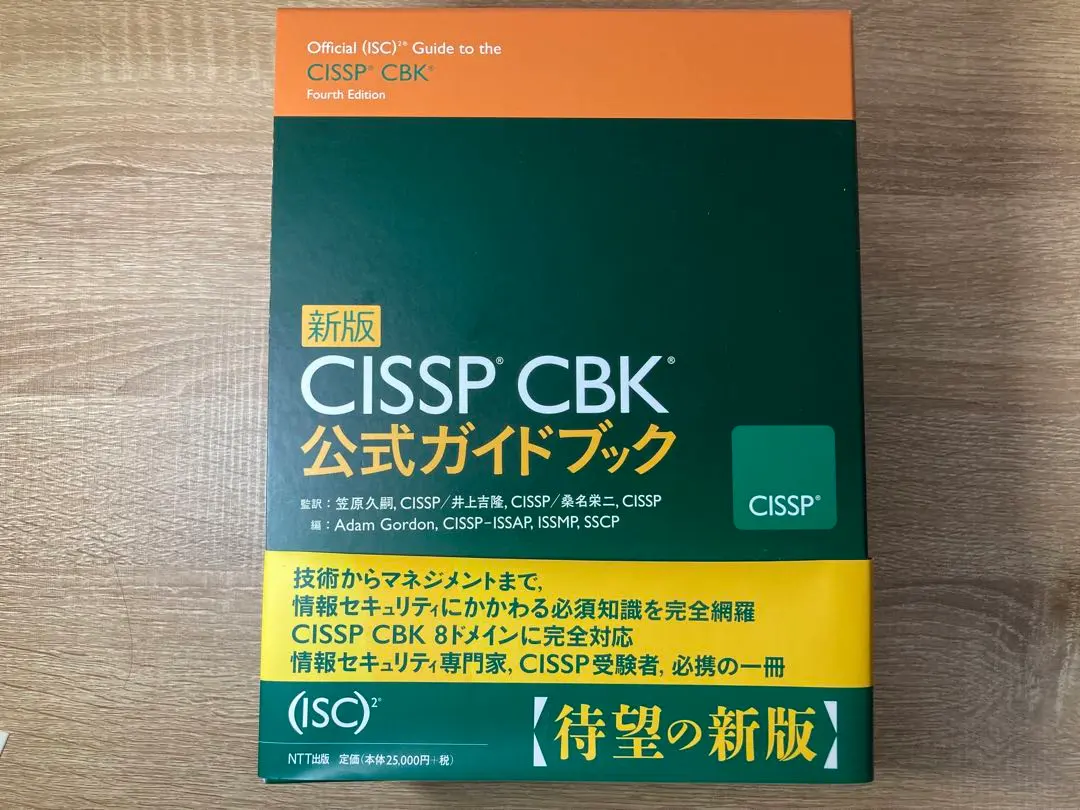 Official (ISC)²® Guide to the
CISSP® CBK®
Fourth Edition
新版
CISSP® CBK®
公式ガイドブック
監訳:笠原久嗣, CISSP/井上吉隆, CISSP/桑名栄二, CISSP
編:Adam Gordon, CISSP-ISSAP, ISSMP, SSCP
CISSP®
技術からマネジメントまで,
情報セキュリティにかかわる必須知識を完全網羅
CISSP CBK 8ドメインに完全対応
情報セキュリティ専門家, CISSP受験者, 必携の一冊
(ISC)²®
【待望の新版】
NTT出版 定価(本体25,000円+税)